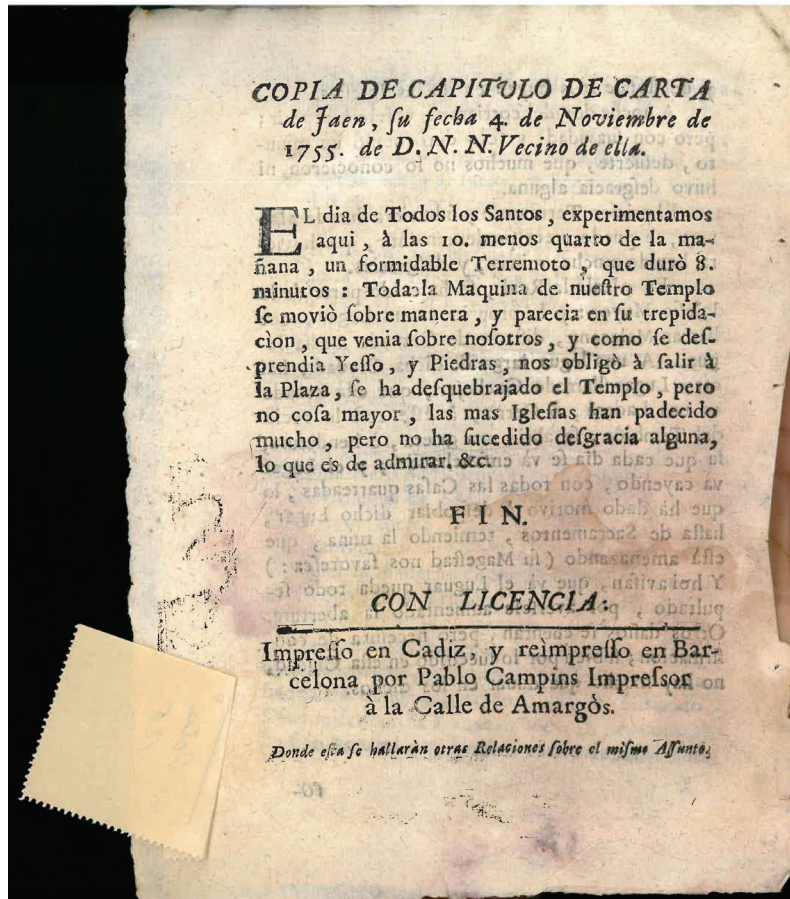 COPIA DE CAPITULO DE CARTA
de Jaen, ſu fecha 4. de Noviembre de
1755. de D. N. N. Vecino de ella.
EL dia de Todos los Santos, experimentamos
aqui, à las 10. menos quarto de la ma-
ñana, un formidable Terremoto, que durò 8.
minutos: Toda la Maquina de nueſtro Templo
ſe moviò ſobre manera, y parecia en ſu trepida-
cion, que venia ſobre noſotros, y como ſe deſ-
prendia Yeſſo, y Piedras, nos obligò à ſalir à
la Plaza, ſe ha deſquebrajado el Templo, pero
no coſa mayor, las mas Igleſias han padecido
mucho, pero no ha ſucedido deſgracia alguna,
lo que es de admirar. &c.
FIN.
CON LICENCIA:
Impreſſo en Cadiz, y reìmpreſſo en Bar-
celona por Pablo Campins Impreſſor
à la Calle de Amargòs.
Donde eſta ſe hallaràn otras Relaciones ſobre el miſmo Aſſunto.